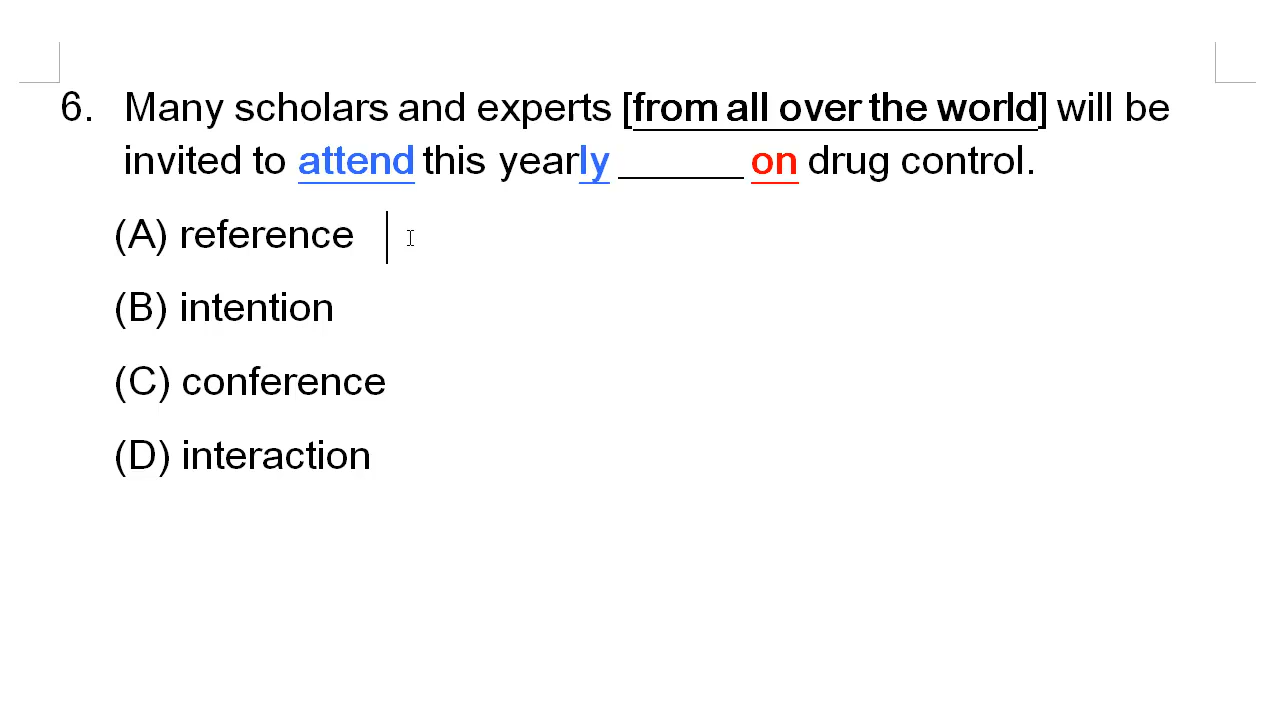 6. Many scholars and experts [from all over the world] will be
invited to attend this yearly ______ on drug control.
(A) reference
(B) intention
(C) conference
(D) interaction